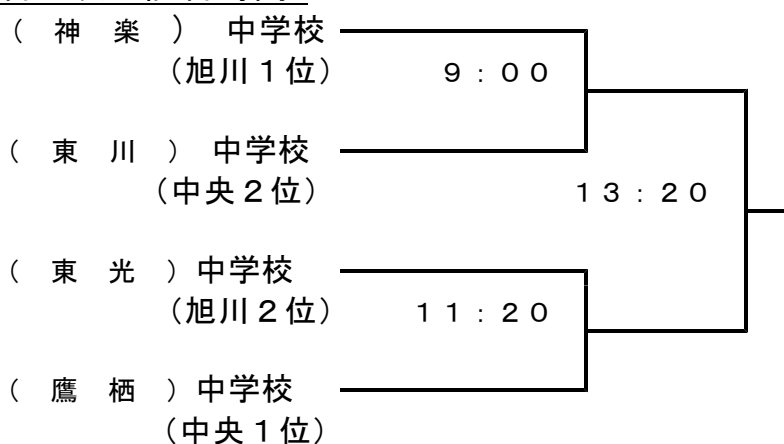 （　神　楽　）　中学校
（旭川１位）　９：００
（　東　川　）　中学校
（中央２位）　１３：２０
（　東　光　）中学校
（旭川２位）　１１：２０
（　鷹　栖　）中学校
（中央１位）